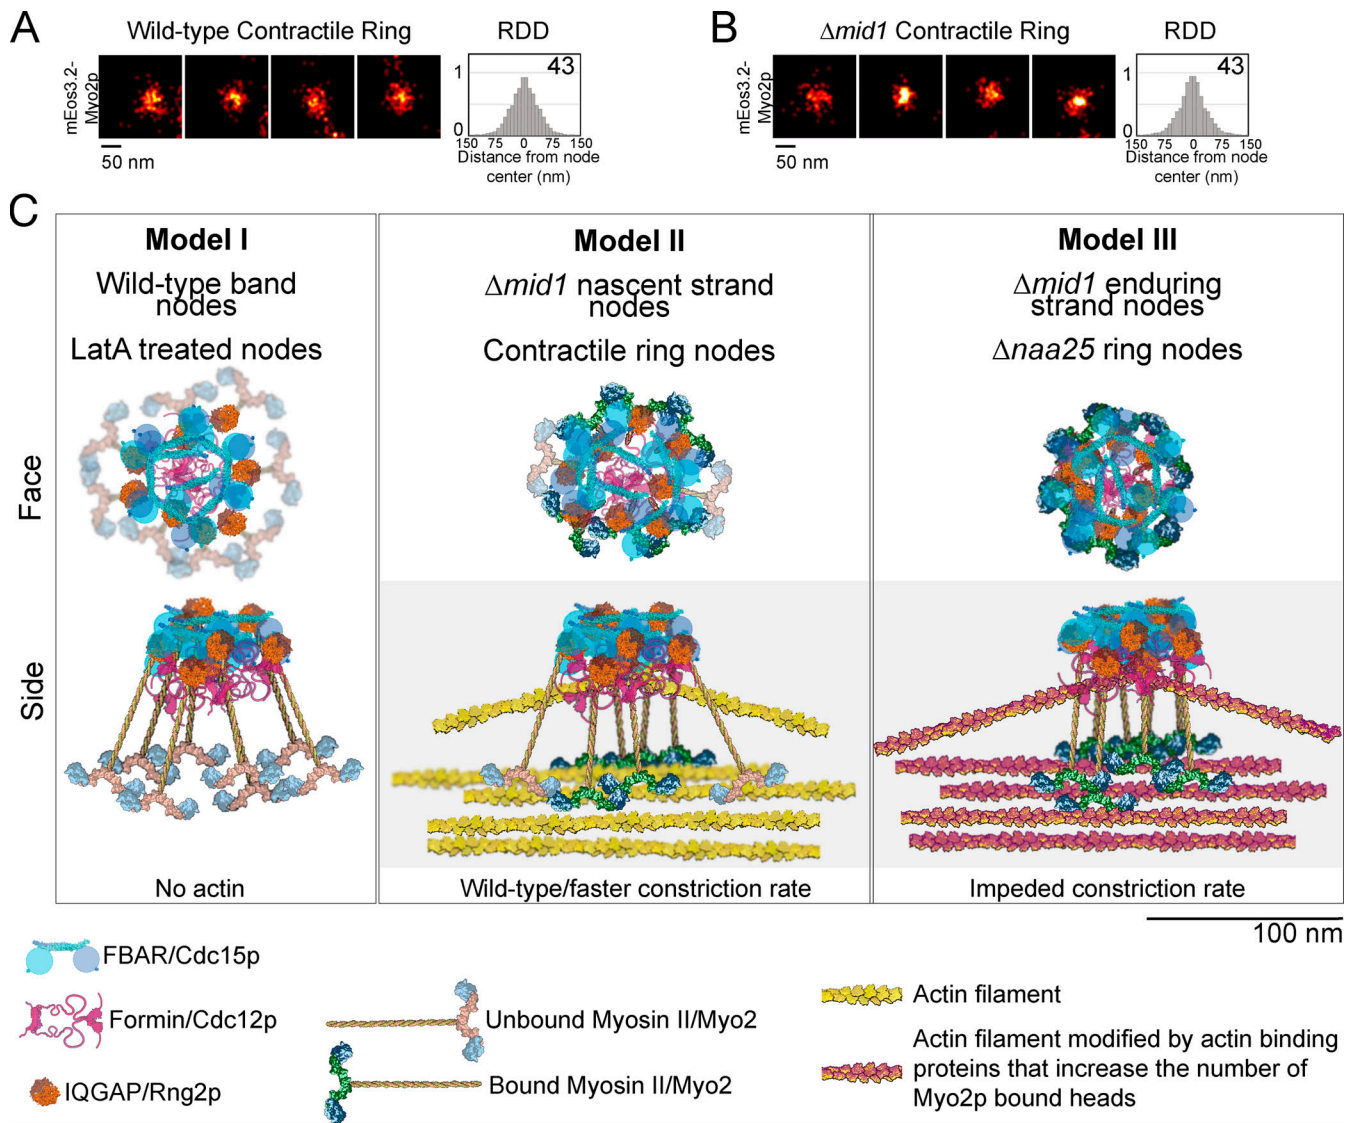 A
Wild-type Contractile Ring
RDD
mEos3.2-
Myo2p
50 nm
43
1
0
150 75 0 75 150
Distance from node
center (nm)
B
Δmid1 Contractile Ring
RDD
mEos3.2-
Myo2p
50 nm
43
1
0
150 75 0 75 150
Distance from node
center (nm)
C
Model I
Wild-type band
nodes
LatA treated nodes
Model II
Δmid1 nascent strand
nodes
Contractile ring nodes
Model III
Δmid1 enduring
strand nodes
Δnaa25 ring nodes
Face
Side
No actin
Wild-type/faster constriction rate
Impeded constriction rate
100 nm
FBAR/Cdc15p
Formin/Cdc12p
IQGAP/Rng2p
Unbound Myosin II/Myo2
Bound Myosin II/Myo2
Actin filament
Actin filament modified by actin binding
proteins that increase the number of
Myo2p bound heads